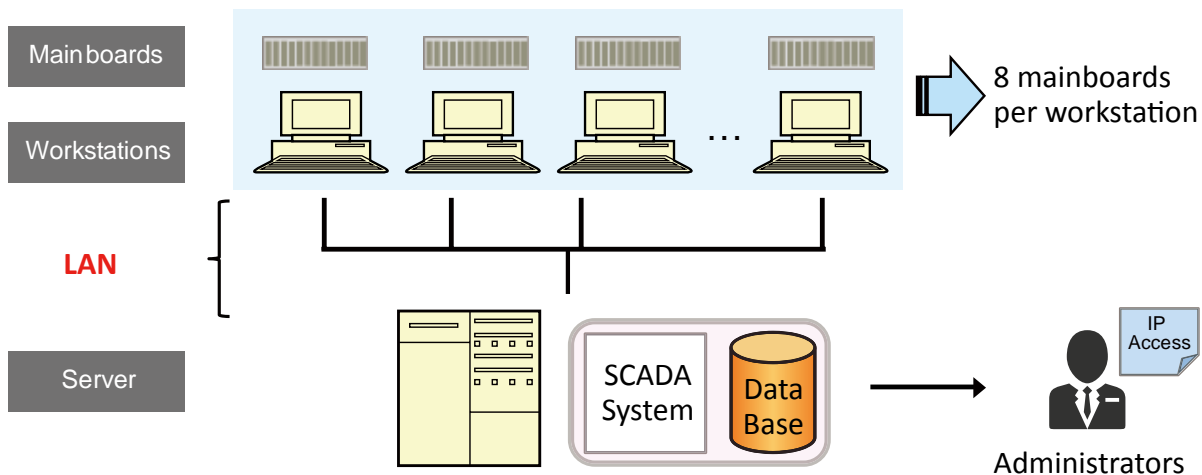 Mainboards
8 mainboards
per workstation
Workstations
...
LAN
Server
SCADA
System
Data
Base
IP
Access
Administrators